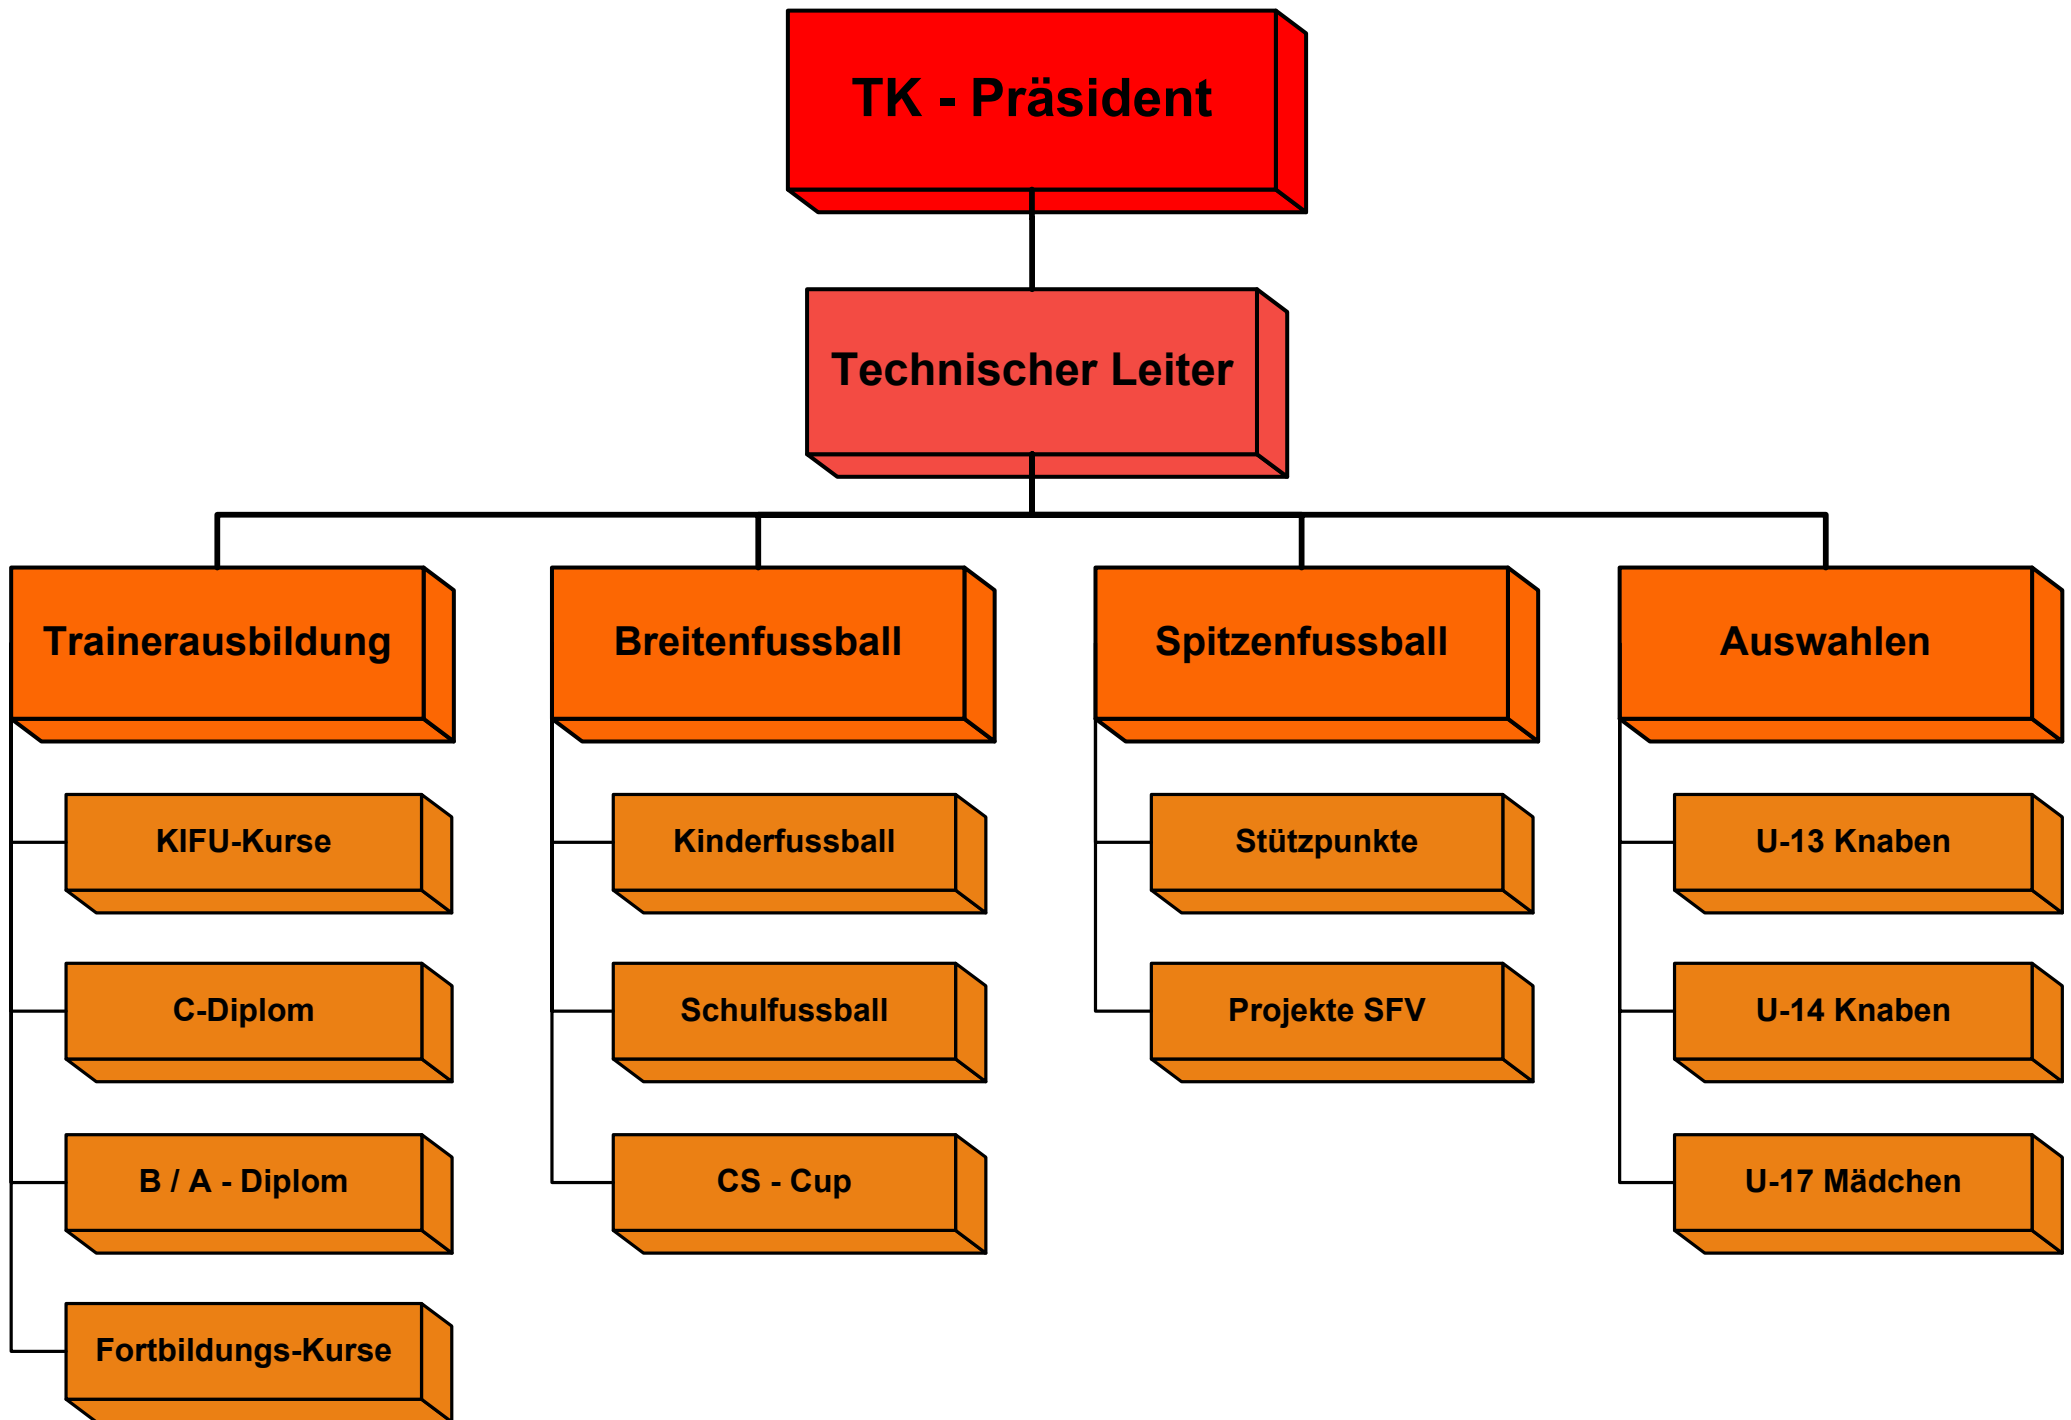 TK - Präsident
Technischer Leiter
Trainerausbildung
Breitenfussball
Spitzenfussball
Auswahlen
KIFU-Kurse
Kinderfussball
Stützpunkte
U-13 Knaben
C-Diplom
Schulfussball
Projekte SFV
U-14 Knaben
B / A - Diplom
CS - Cup
U-17 Mädchen
Fortbildungs-Kurse